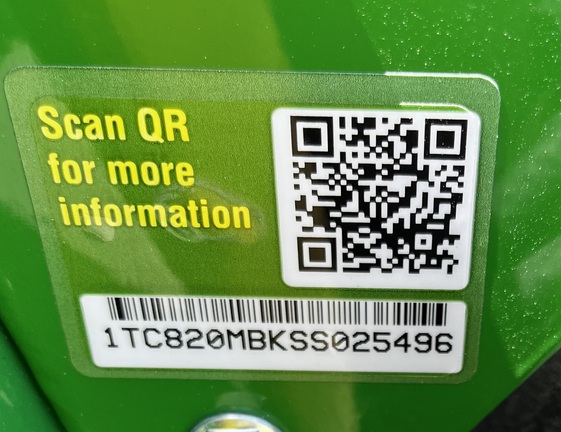 Scan QR
for more
information
1TC820MBKSS025496